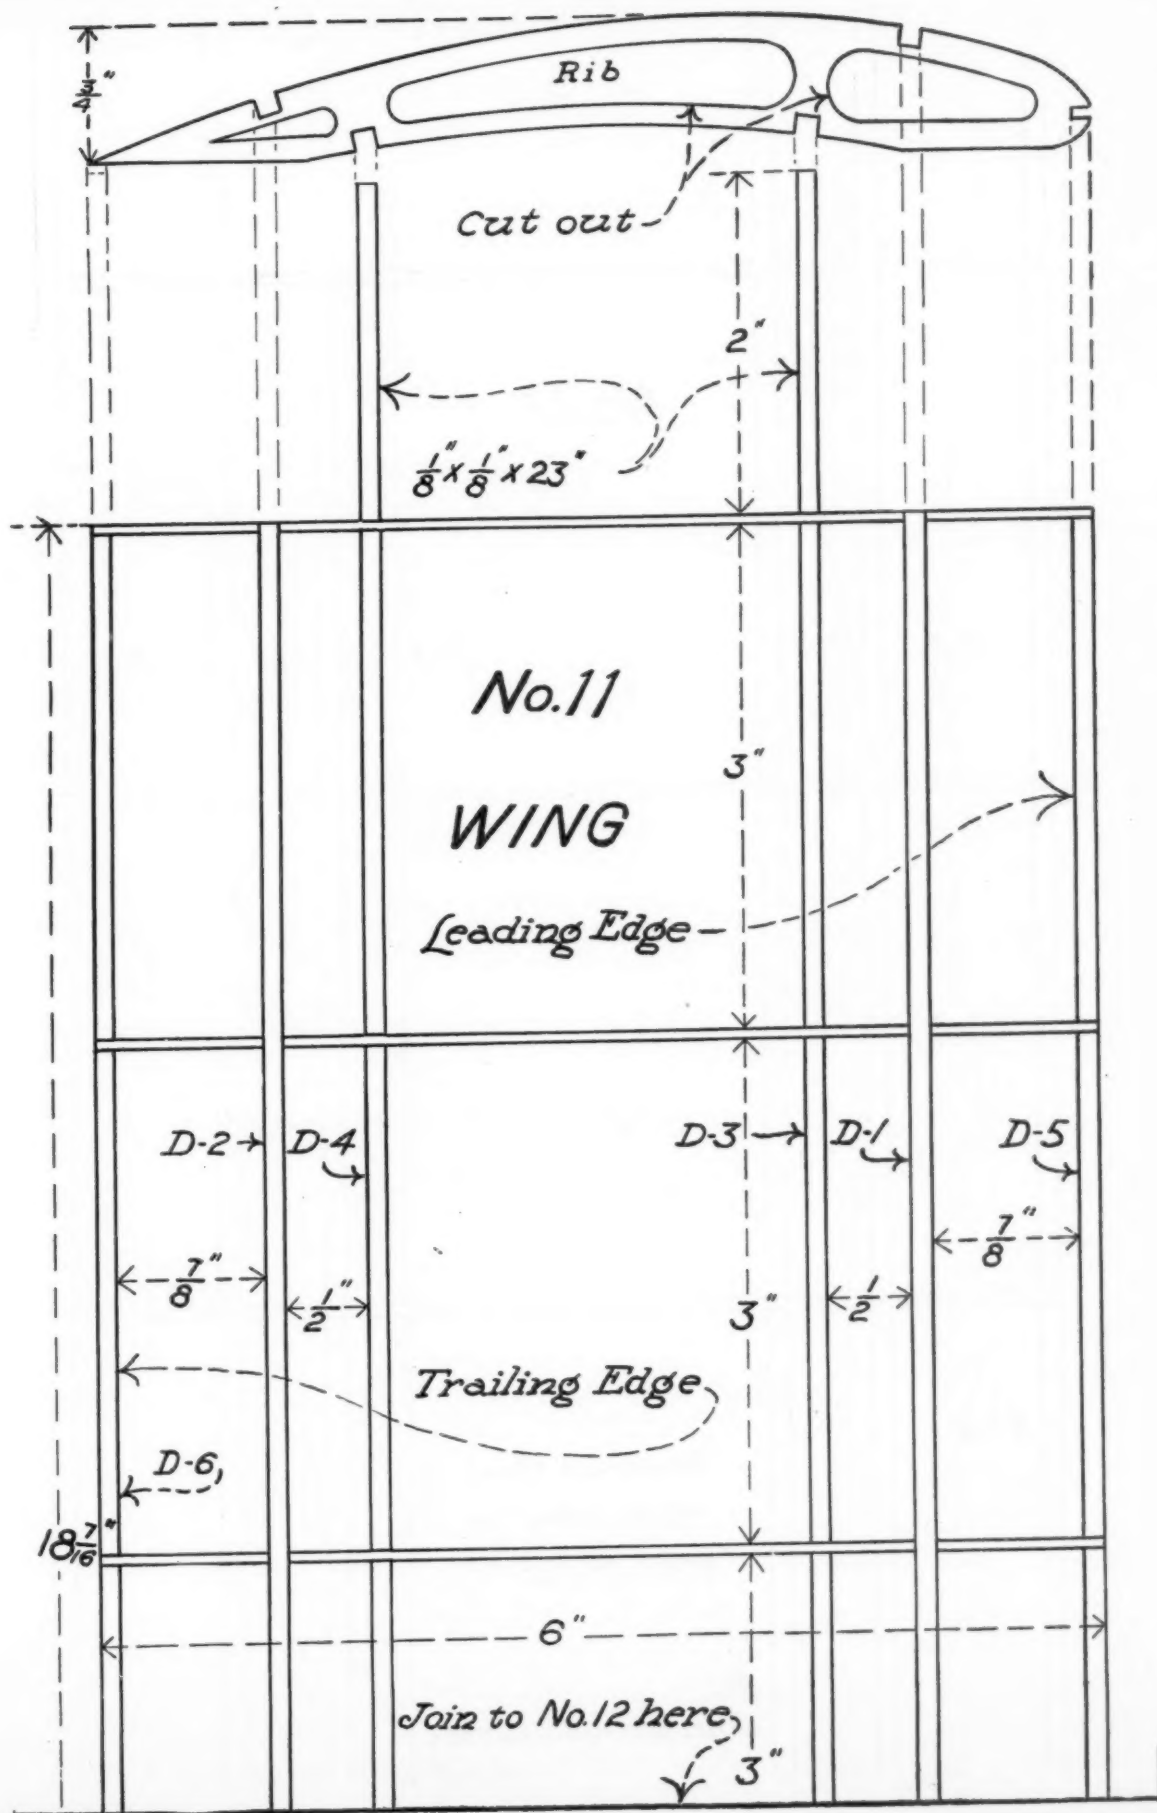 Rib
3/4"
Cut out
2"
1/8" x 1/8" x 23"
No.11
WING
3"
Leading Edge
D-2
D-4
D-3
D-1
D-5
7/8"
7/8"
1/2"
1/2
3"
Trailing Edge
D-6
18 7/16"
6"
Join to No.12 here
3"